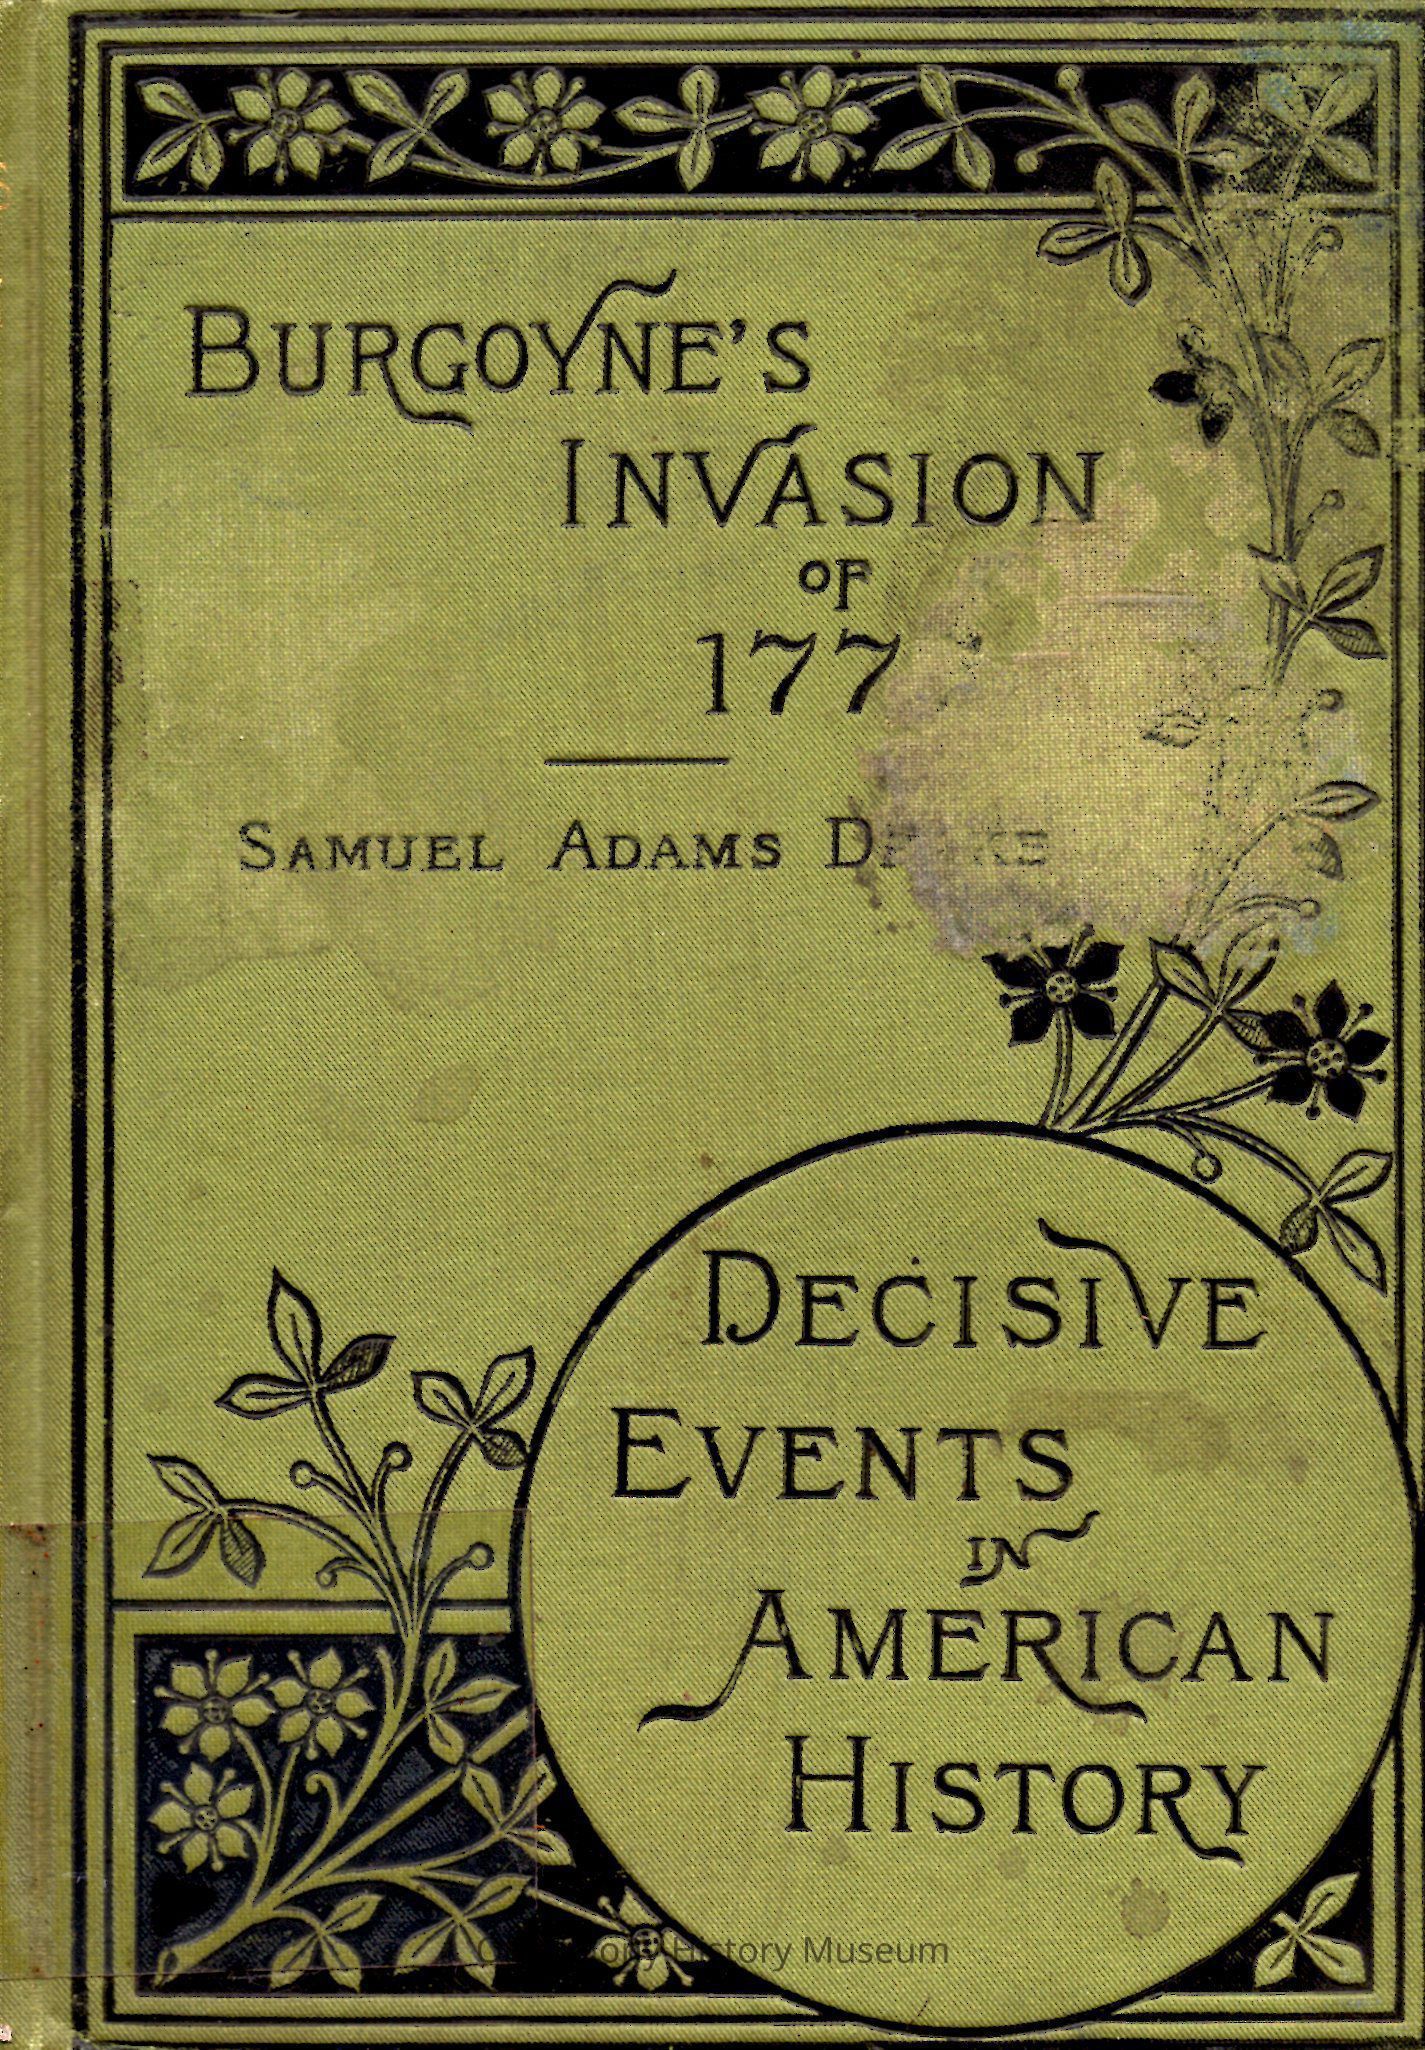 BURGOYNE'S
INVASION
OF
177
SAMUEL ADAMS
DECISIVE
EVENTS
IN
AMERICAN
HISTORY
History Museum